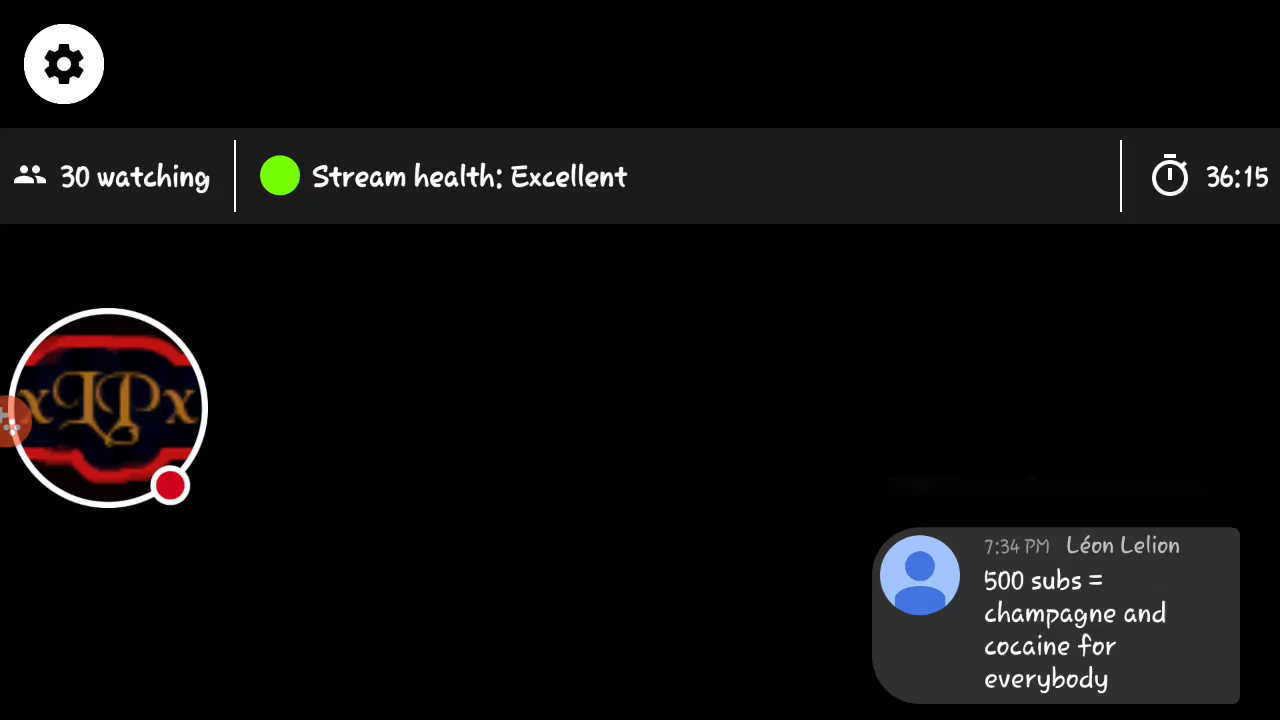 30 watching
Stream health: Excellent
36:15
xLPx
7:34 PM Léon Lelion
500 subs =
champagne and
cocaine for
everybody